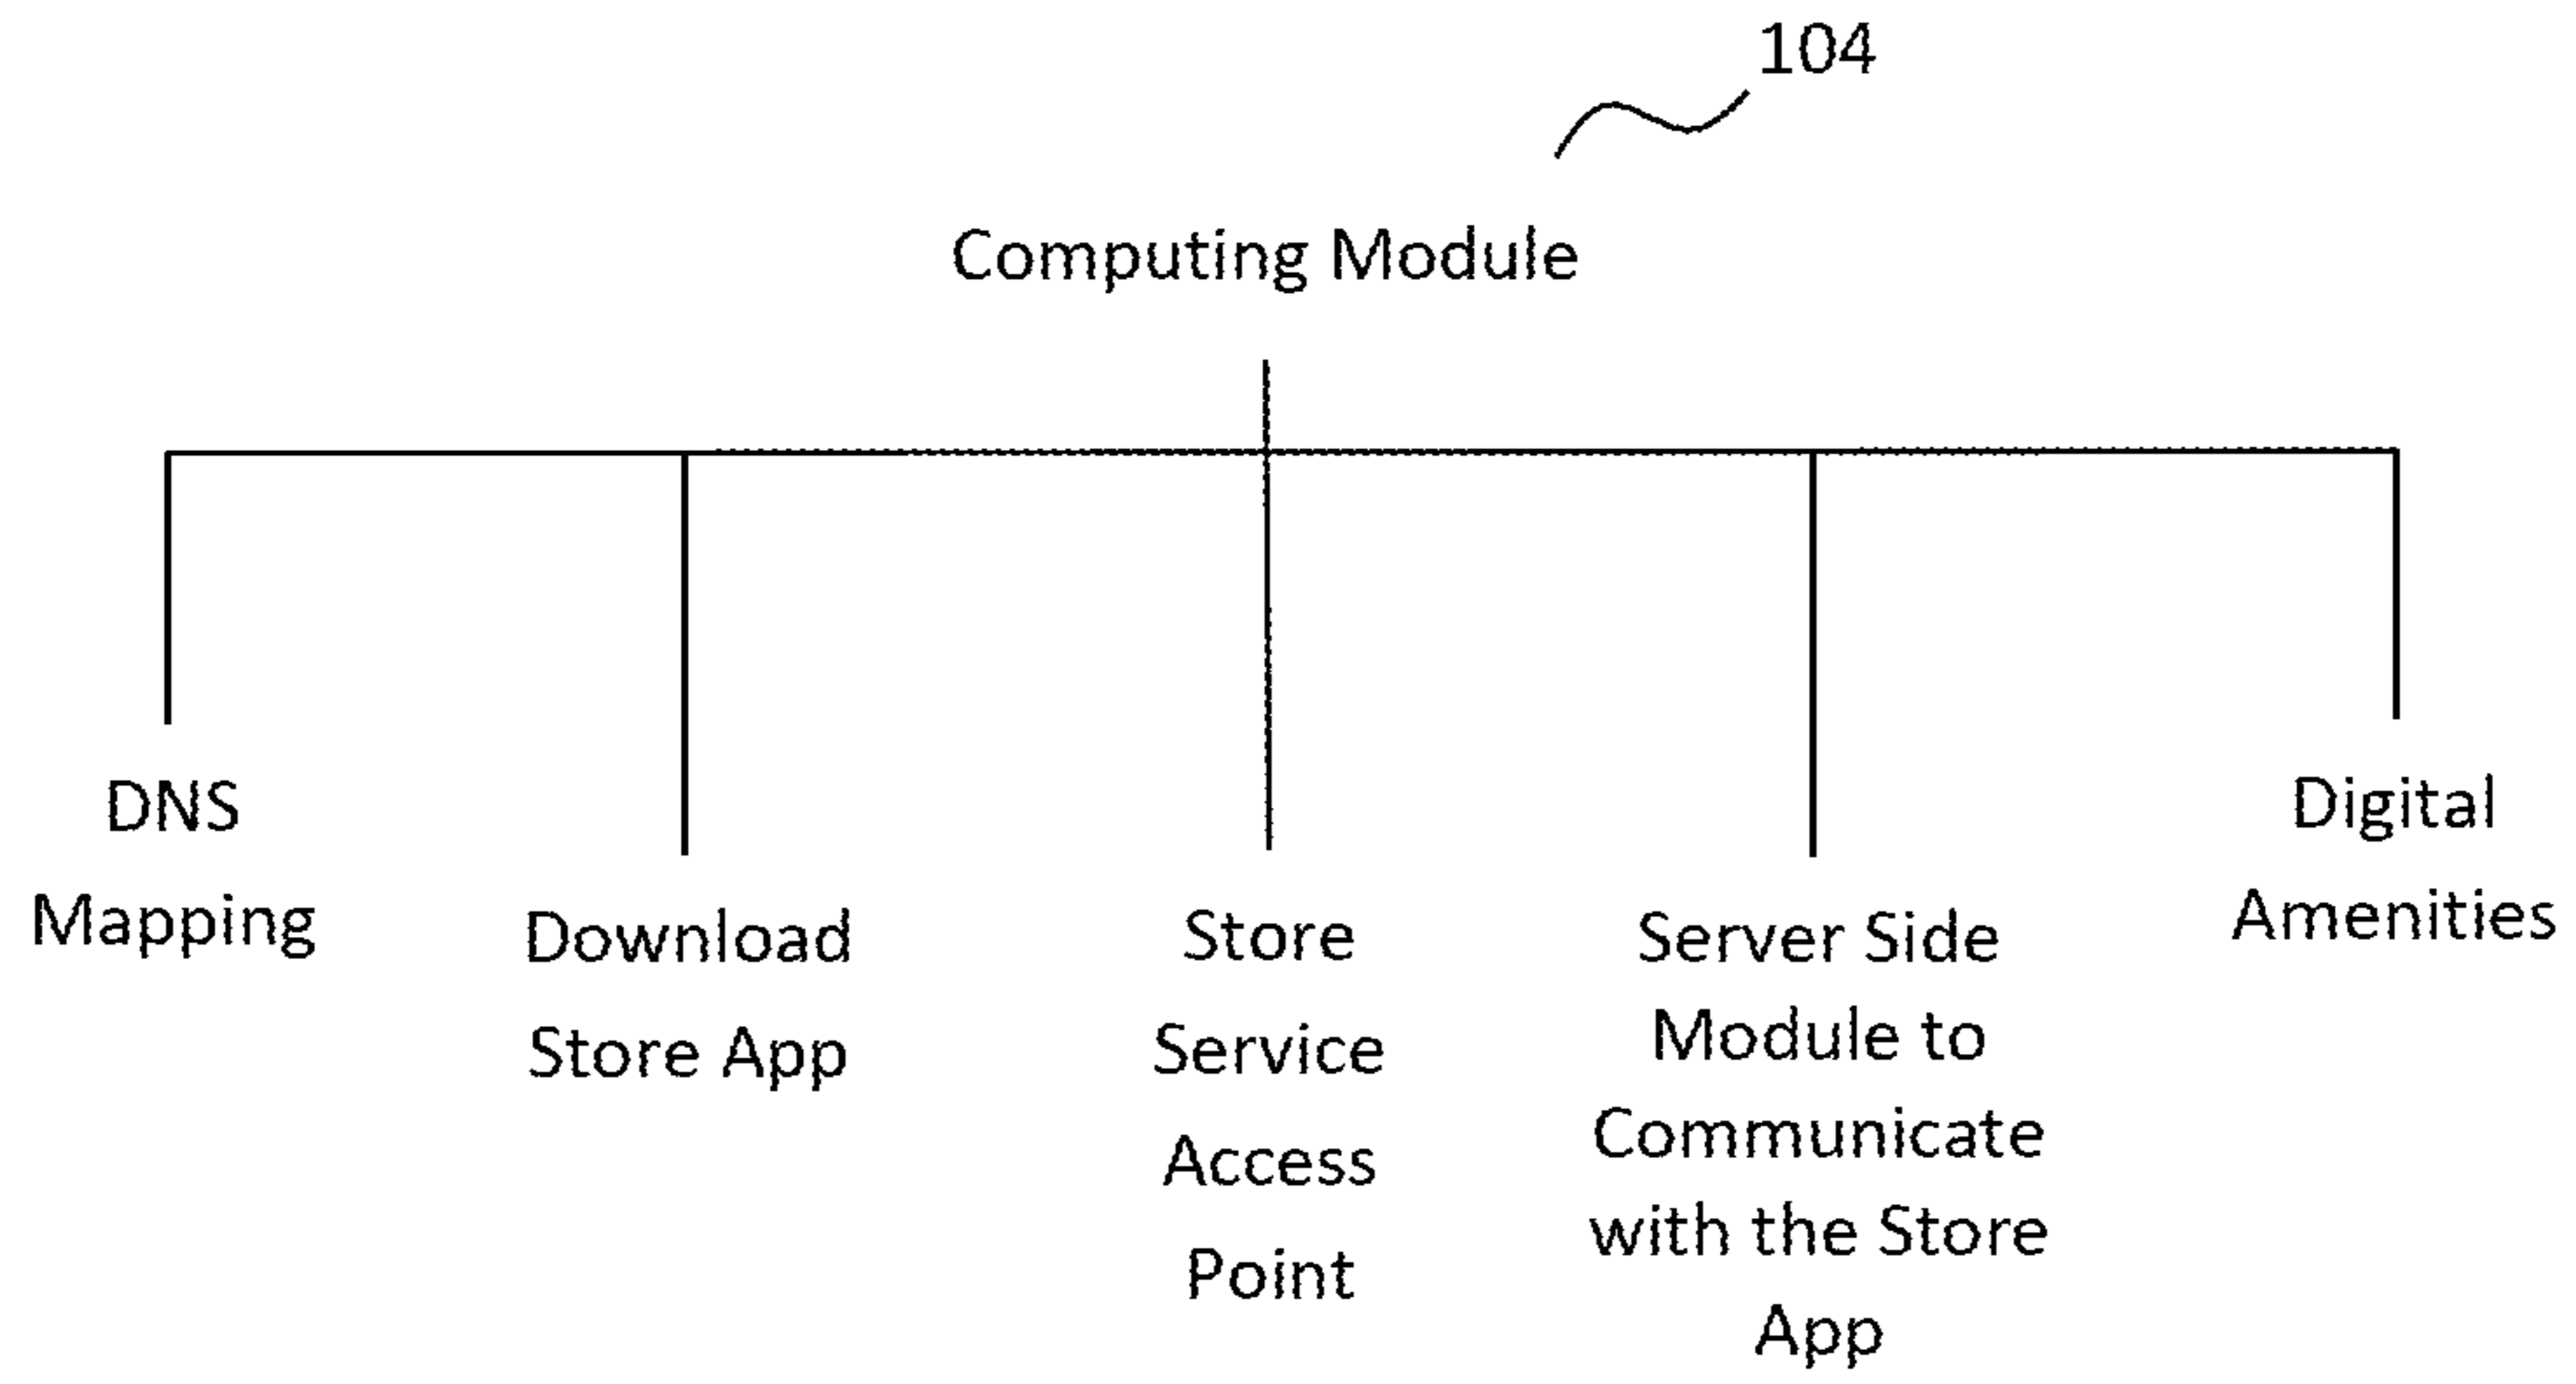 104
Computing Module
DNS
Mapping
Download
Store App
Store
Service
Access
Point
Server Side
Module to
Communicate
with the Store
App
Digital
Amenities